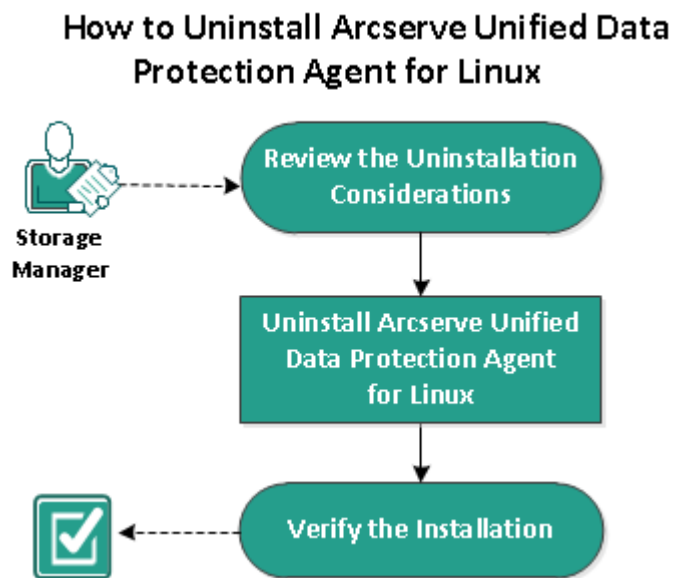 How to Uninstall Arcserve Unified Data
Protection Agent for Linux
Review the Uninstallation
Considerations
Storage
Manager
Uninstall Arcserve Unified
Data Protection Agent
for Linux
Verify the Installation